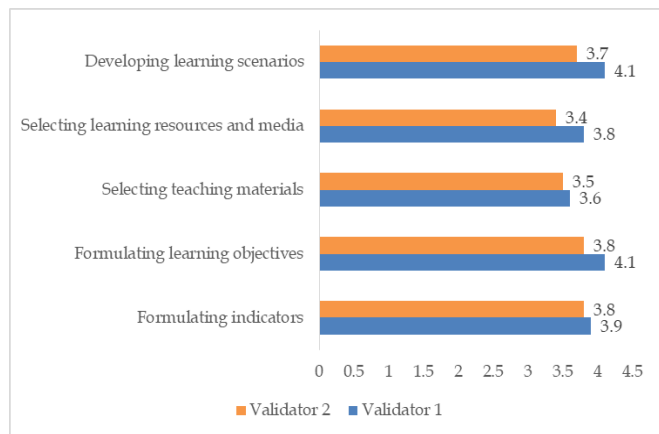 Developing learning scenarios
3.7
4.1
Selecting learning resources and media
3.4
3.8
Selecting teaching materials
3.5
3.6
Formulating learning objectives
3.8
4.1
Formulating indicators
3.8
3.9
0 0.5 1 1.5 2 2.5 3 3.5 4 4.5
Validator 2 Validator 1